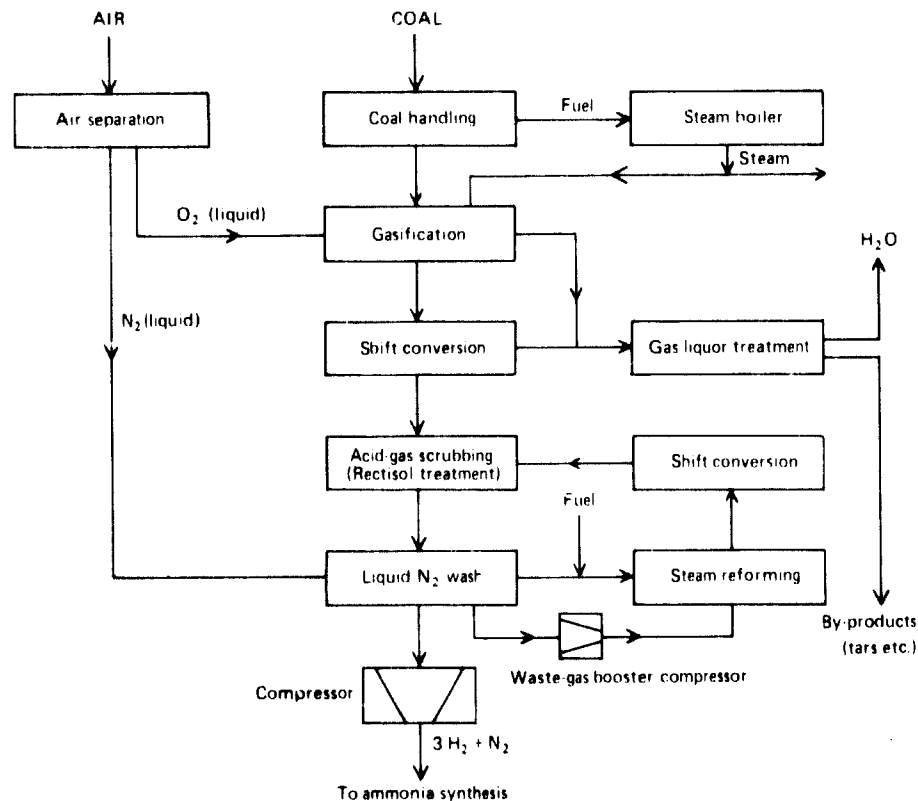 AIR
COAL
Air separation
Coal handling
Fuel
Steam boiler
Steam
O₂ (liquid)
Gasification
H₂O
N₂ (liquid)
Shift conversion
Gas liquor treatment
Acid-gas scrubbing
(Rectisol treatment)
Shift conversion
Fuel
Liquid N₂ wash
Steam reforming
By-products
(tars etc.)
Waste-gas booster compressor
Compressor
3 H₂ + N₂
To ammonia synthesis